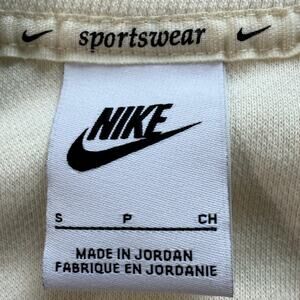 sportswear
NIKE
S P CH
MADE IN JORDAN
FABRIQUE EN JORDANIE